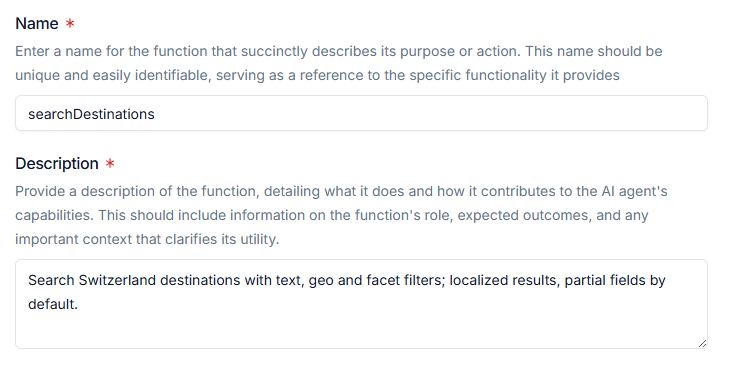 Name *
Enter a name for the function that succinctly describes its purpose or action. This name should be
unique and easily identifiable, serving as a reference to the specific functionality it provides
searchDestinations
Description *
Provide a description of the function, detailing what it does and how it contributes to the AI agent's
capabilities. This should include information on the function's role, expected outcomes, and any
important context that clarifies its utility.
Search Switzerland destinations with text, geo and facet filters; localized results, partial fields by
default.